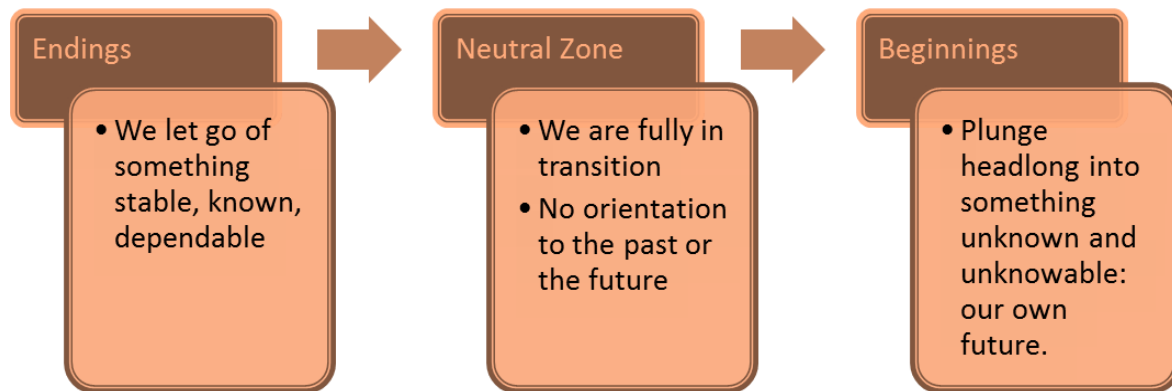 Endings
• We let go of
something
stable, known,
dependable
Neutral Zone
• We are fully in
transition
• No orientation
to the past or
the future
Beginnings
• Plunge
headlong into
something
unknown and
unknowable:
our own
future.